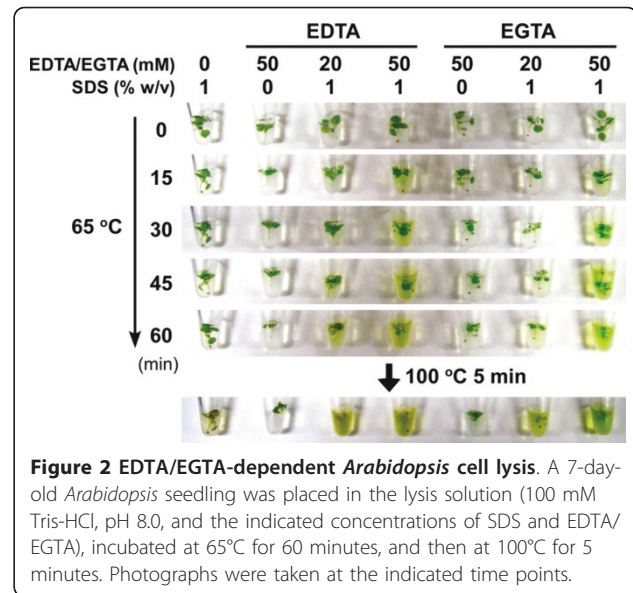 EDTA EGTA
EDTA/EGTA (mM) 0 50 20 50 50 20 50
SDS (% w/v) 1 0 1 1 0 1 1
0
15
65 °C 30
45
60
(min)
100 °C 5 min
Figure 2 EDTA/EGTA-dependent Arabidopsis cell lysis. A 7-day-
old Arabidopsis seedling was placed in the lysis solution (100 mM
Tris-HCl, pH 8.0, and the indicated concentrations of SDS and EDTA/
EGTA), incubated at 65°C for 60 minutes, and then at 100°C for 5
minutes. Photographs were taken at the indicated time points.